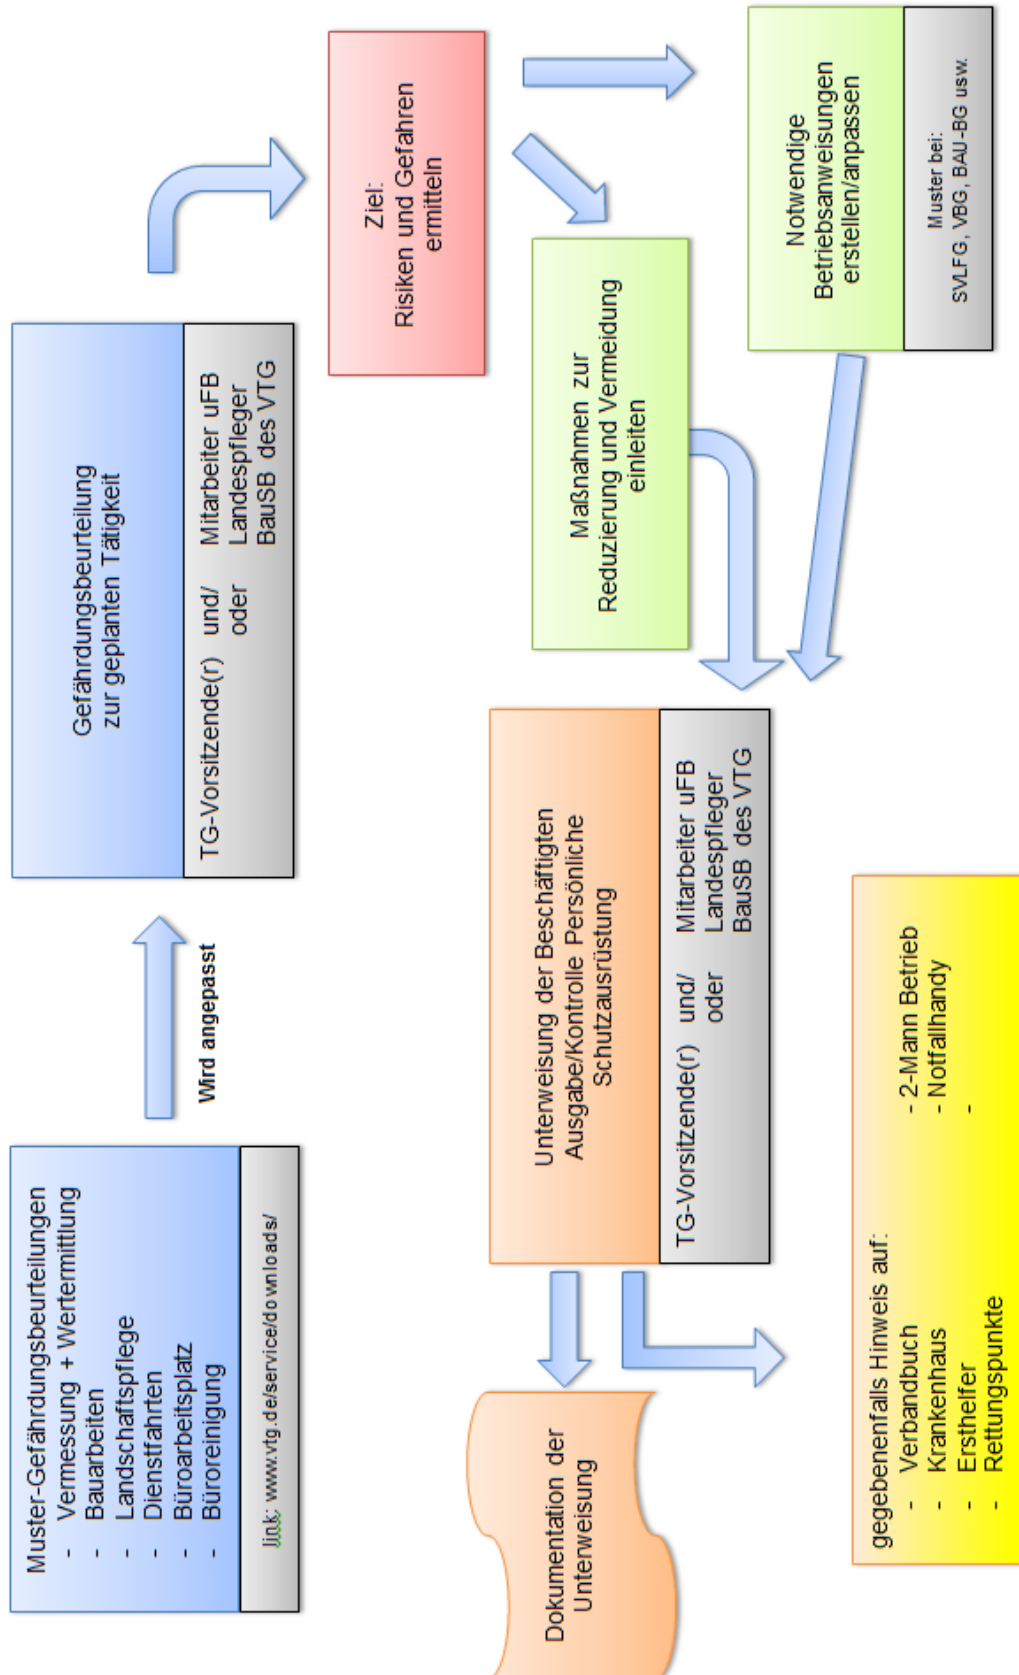 Muster-Gefährdungsbeurteilungen
- Vermessung + Wertermittlung
- Bauarbeiten
- Landschaftspflege
- Dienstfahrten
- Büroarbeitsplatz
- Büroreinigung
link: www.vtg.de/service/downloads/
Wird angepasst
Gefährdungsbeurteilung
zur geplanten Tätigkeit
TG-Vorsitzende(r) und/ Mitarbeiter uFB
oder Landespfleger
BauSB des VTG
Ziel:
Risiken und Gefahren
ermitteln
Maßnahmen zur
Reduzierung und Vermeidung
einleiten
Notwendige
Betriebsanweisungen
erstellen/anpassen
Muster bei:
SVLFG, VBG, BAU-BG usw.
Unterweisung der Beschäftigten
Ausgabe/Kontrolle Persönliche
Schutzausrüstung
TG-Vorsitzende(r) und/ Mitarbeiter uFB
oder Landespfleger
BauSB des VTG
Dokumentation der
Unterweisung
gegebenenfalls Hinweis auf:
- Verbandbuch - 2-Mann Betrieb
- Krankenhaus - Notfallhandy
- Ersthelfer -
- Rettungspunkte -